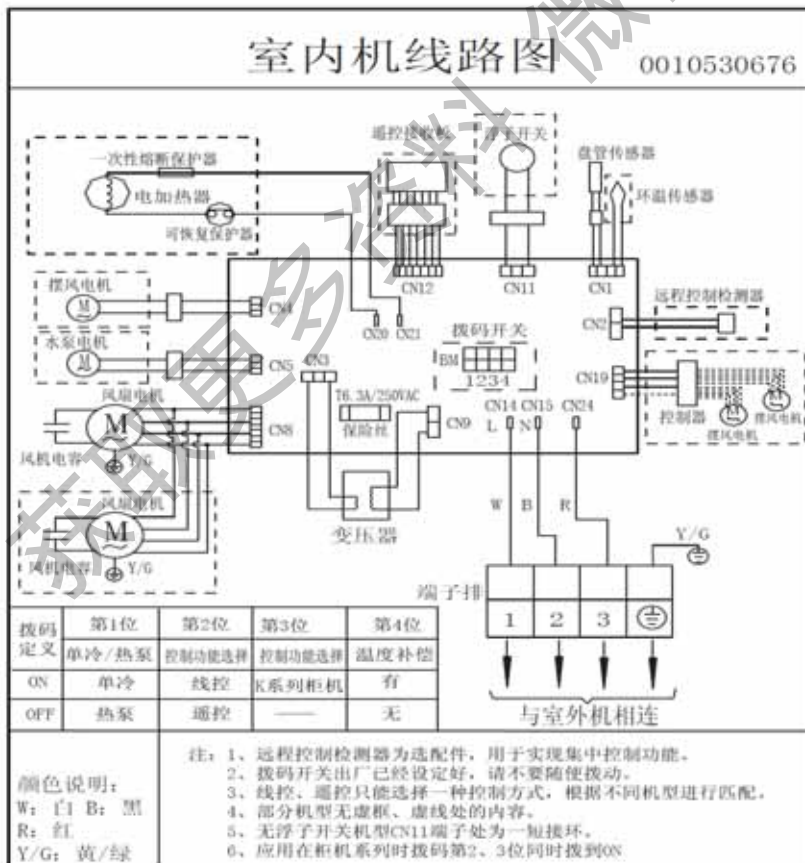 室内机线路图 0010530676
遥控接收板 浮子开关 盘管传感器
一次性熔断保护器
电加热器
可恢复保护器
环温传感器
摆风电机
CN12 CN11 CN1
远程控制检测器
CN4
CN20 CN21
CN2
拨码开关
水泵电机
CN5 CN3
BM
1234
CN19
风扇电机
T6.3A/250VAC
CN14 CN15 CN24
控制器
摆风电机
摆风电机
M
CN8
保险丝
CN9
L N
风机电容 Y/G
风扇电机
M
变压器
W B R
Y/G
风机电容 Y/G
端子排
1 2 3
与室外机相连
拨码定义 第1位 第2位 第3位 第4位
单冷/热泵 控制功能选择 控制功能选择 温度补偿
ON 单冷 线控 K系列柜机 有
OFF 热泵 遥控 —— 无
颜色说明:
W: 白 B: 黑
R: 红
Y/G: 黄/绿
注: 1、远程控制检测器为选配件，用于实现集中控制功能。
2、拨码开关出厂已经设定好，请不要随便拨动。
3、线控、遥控只能选择一种控制方式，根据不同机型进行匹配。
4、部分机型无虚框、虚线处的内容。
5、无浮子开关机型CN11端子处为一短接环。
6、应用在柜机系列时拨码第2、3位同时拨到ON
获取更多资料 微